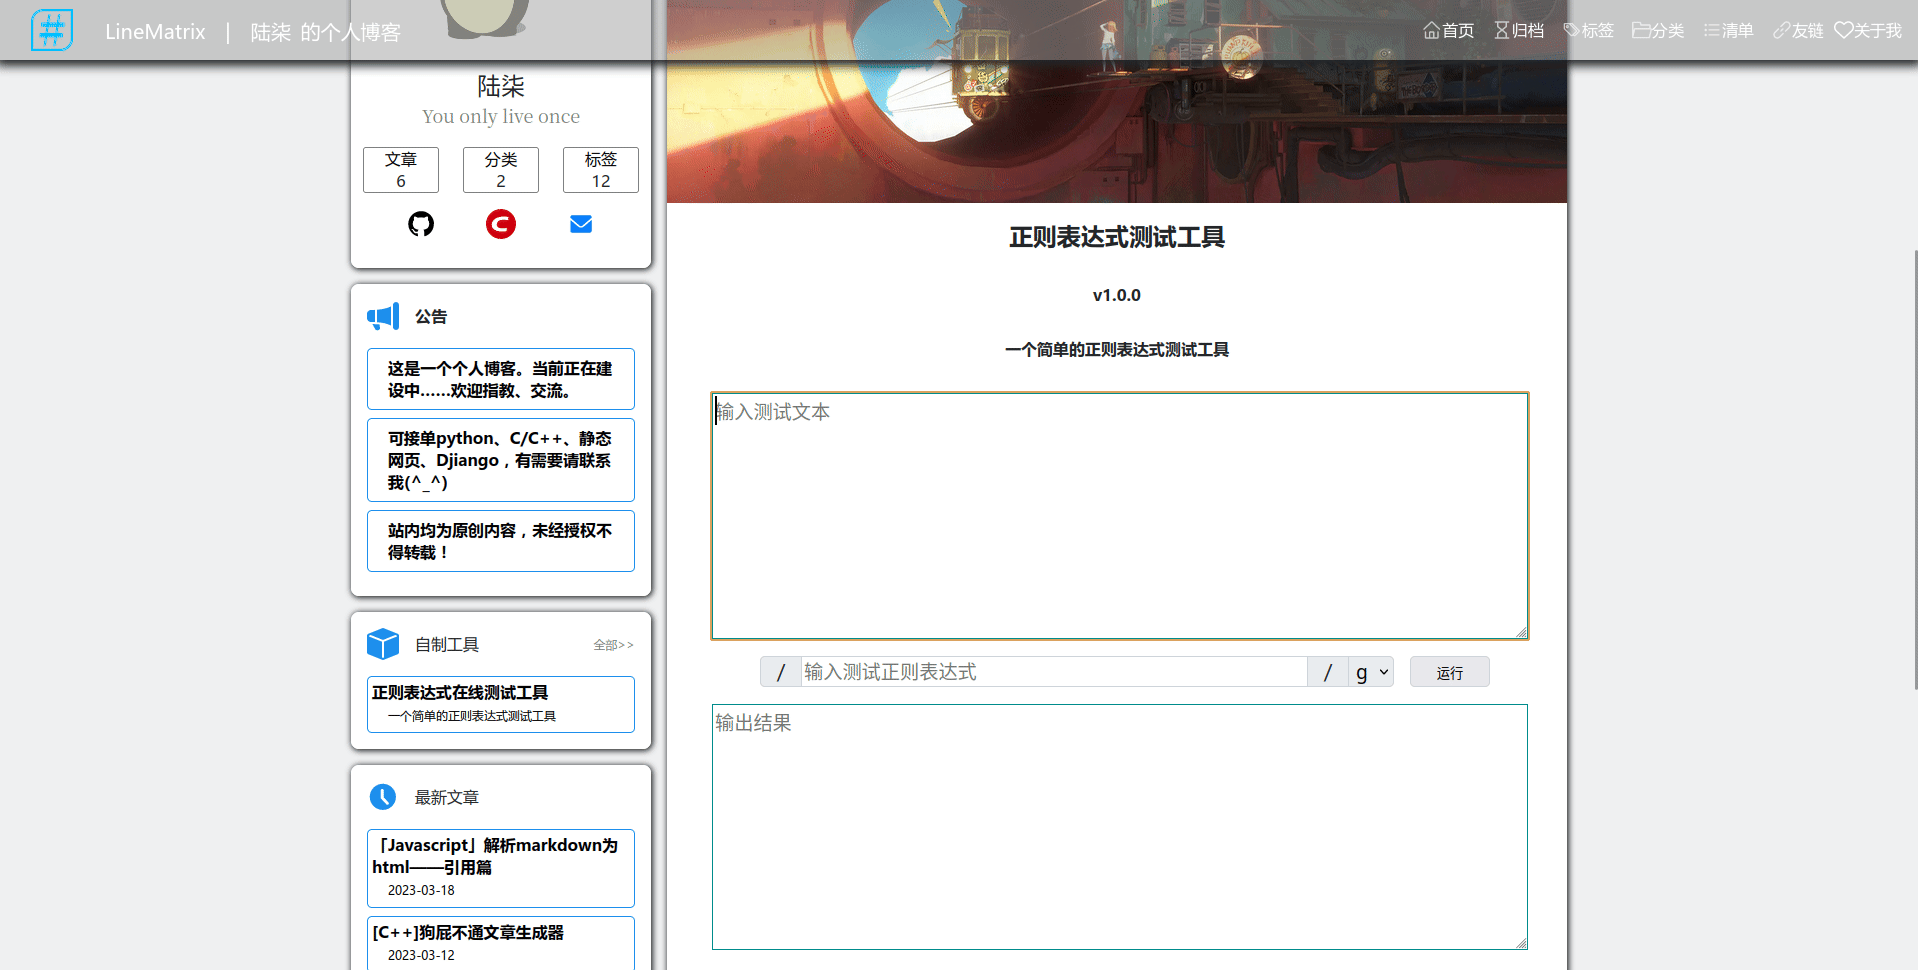 LineMatrix | 陆柒 的个人博客
首页 归档 标签 分类 清单 友链 关于我
陆柒
You only live once
文章 分类 标签
6 2 12
公告
这是一个个人博客。当前正在建
设中......欢迎指教、交流。
可接单python、C/C++、静态
网页、Djiango，有需要请联系
我(^_^)
站内均为原创内容，未经授权不
得转载！
自制工具 全部>>
正则表达式在线测试工具
一个简单的正则表达式测试工具
最新文章
「Javascript」解析markdown为
html——引用篇
2023-03-18
[C++]狗屁不通文章生成器
2023-03-12
正则表达式测试工具
v1.0.0
一个简单的正则表达式测试工具
输入测试文本
/ 输入测试正则表达式 / g 运行
输出结果